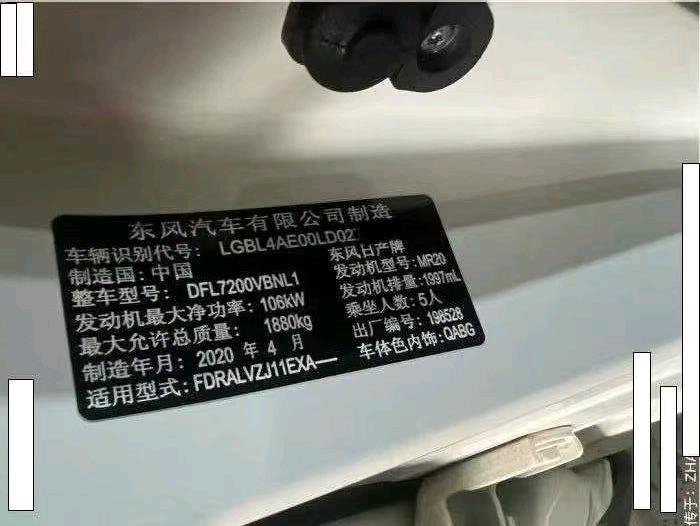 东风汽车有限公司制造
车辆识别代号: LGBL4AE00LD02
制造国: 中国 东风日产牌
整车型号: DFL7200VBNL1 发动机型号: MR20
发动机最大净功率: 106kW 发动机排量: 1997mL
最大允许总质量: 1880kg 乘坐人数: 5人
制造年月: 2020 年 4 月 出厂编号: 198528
适用型式: FDRALVZJ11EXA— 车体色内饰: QABG
传于: ZHA